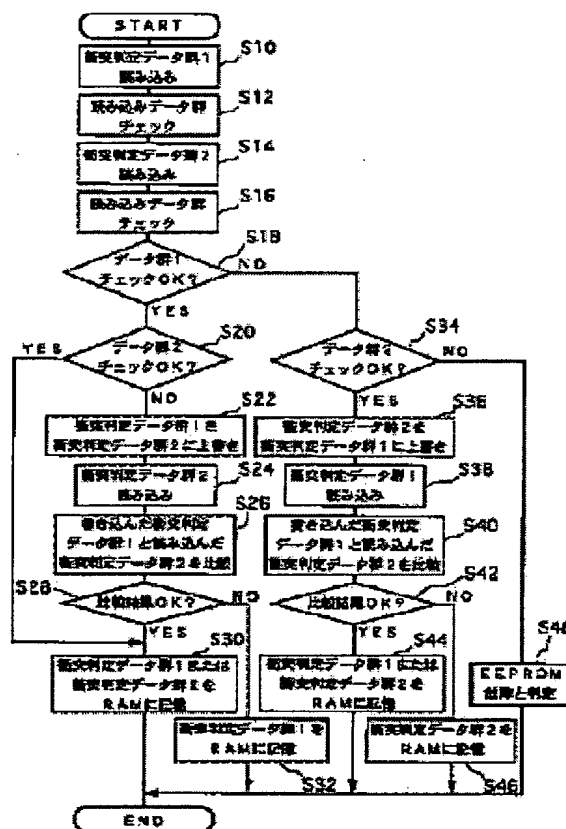 START
S10
衝突判定データ群1
読み込み
S12
読み込みデータ群
チェック
S14
衝突判定データ群2
読み込み
S16
読み込みデータ群
チェック
S18
データ群1
チェックOK?
NO
YES
S20
データ群2
チェックOK?
YES
NO
S34
データ群2
チェックOK?
NO
YES
S22
衝突判定データ群1を
衝突判定データ群2に上書き
S36
衝突判定データ群2を
衝突判定データ群1に上書き
S24
衝突判定データ群2
読み込み
S38
衝突判定データ群1
読み込み
S26
書き込んだ衝突判定
データ群1と読み込んだ
衝突判定データ群2を比較
S40
書き込んだ衝突判定
データ群1と読み込んだ
衝突判定データ群2を比較
S28
比較結果OK?
NO
YES
S42
比較結果OK?
NO
YES
S30
衝突判定データ群1または
衝突判定データ群2を
RAMに記憶
S44
衝突判定データ群1または
衝突判定データ群2を
RAMに記憶
S48
EEPROM
故障と判定
衝突判定データ群1を
RAMに記憶
S32
衝突判定データ群2を
RAMに記憶
S46
END